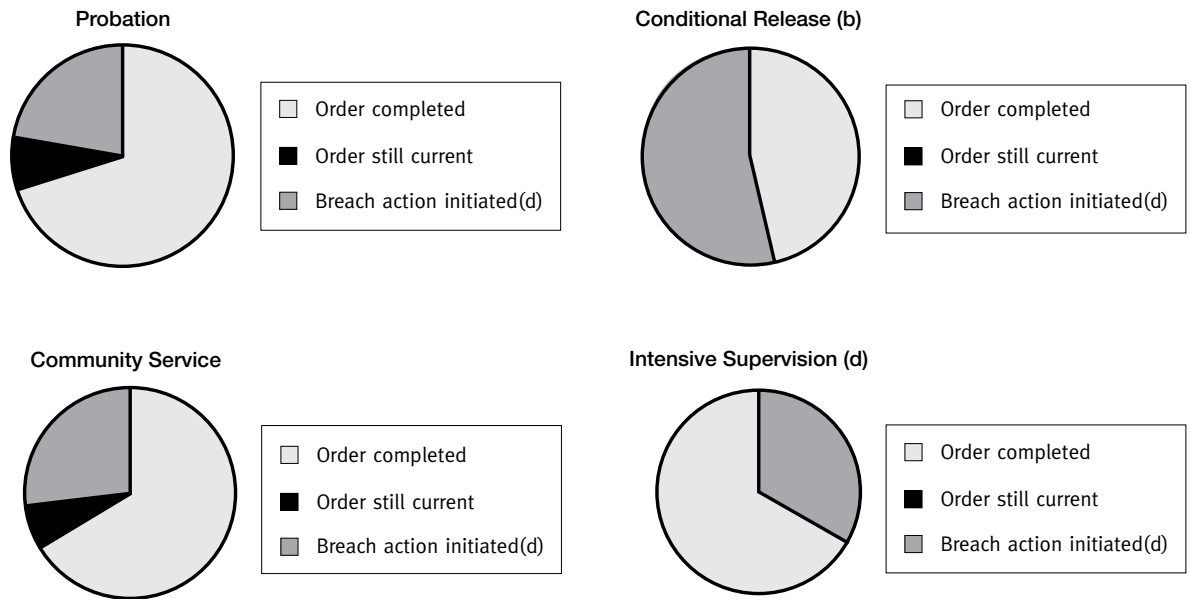 Probation
Order completed
Order still current
Breach action initiated(d)
Conditional Release (b)
Order completed
Order still current
Breach action initiated(d)
Community Service
Order completed
Order still current
Breach action initiated(d)
Intensive Supervision (d)
Order completed
Order still current
Breach action initiated(d)